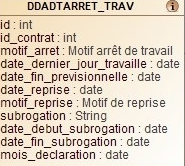 DDADTARRET_TRAV
id : int
id_contrat : int
motif_arret : Motif arrêt de travail
date_dernier_jour_travaille : date
date_fin_previsionnelle : date
date_reprise : date
motif_reprise : Motif de reprise
subrogation : String
date_debut_subrogation : date
date_fin_subrogation : date
mois_declaration : date